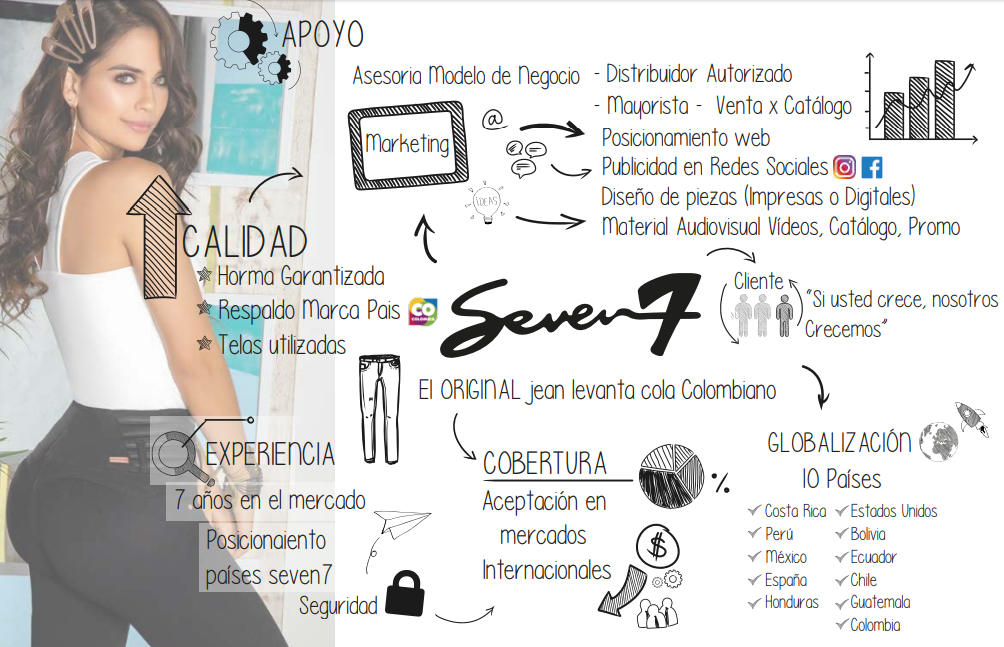 APOYO
Asesoria Modelo de Negocio
- Distribuidor Autorizado
- Mayorista - Venta x Catálogo
Marketing
@
IDEAS
Posicionamiento web
Publicidad en Redes Sociales
Diseño de piezas (Impresas o Digitales)
Material Audiovisual Vídeos, Catálogo, Promo
CALIDAD
Horma Garantizada
Respaldo Marca Pais
CO
COLOMBIA
Telas utilizadas
Seven7
El ORIGINAL jean levanta cola Colombiano
Cliente
"Si usted crece, nosotros
Crecemos"
EXPERIENCIA
7 años en el mercado
Posicionaiento
países seven7
Seguridad
COBERTURA
%
Aceptación en
mercados
Internacionales
$
GLOBALIZACIÓN
10 Países
Costa Rica
Perú
México
España
Honduras
Estados Unidos
Bolivia
Ecuador
Chile
Guatemala
Colombia